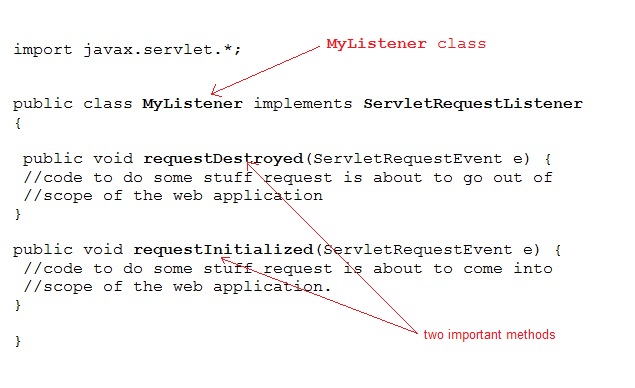 MyListener class
import javax.servlet.*;
public class MyListener implements ServletRequestListener
{
public void requestDestroyed(ServletRequestEvent e) {
//code to do some stuff request is about to go out of
//scope of the web application
}
public void requestInitialized(ServletRequestEvent e) {
//code to do some stuff request is about to come into
//scope of the web application.
}
two important methods
}